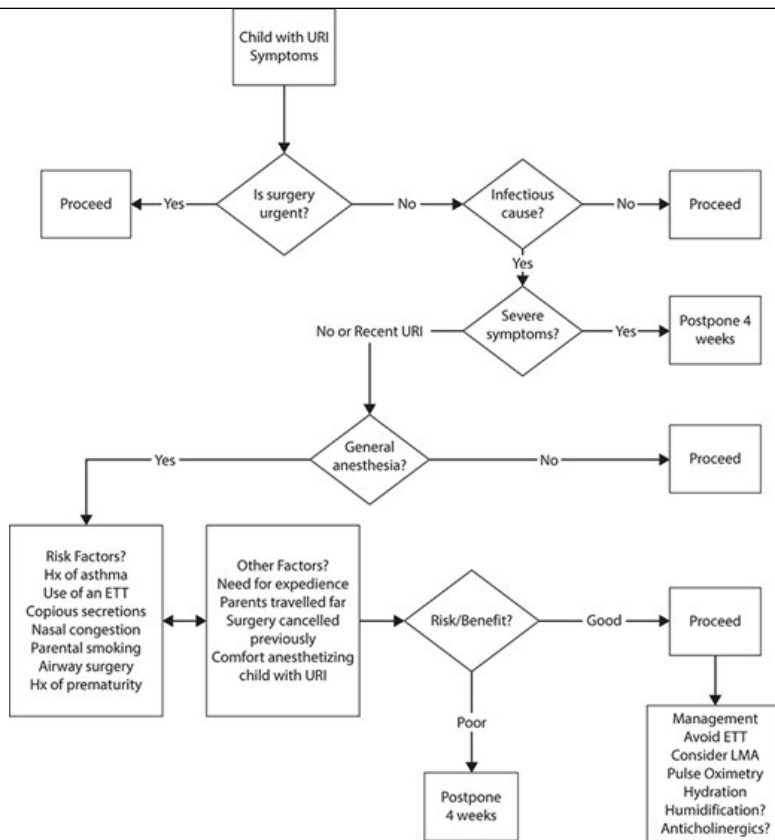 Child with URI
Symptoms
Proceed
Yes
Is surgery
urgent?
No
Infectious
cause?
No
Proceed
Yes
Severe
symptoms?
Yes
Postpone 4
weeks
No or Recent URI
General
anesthesia?
Yes
No
Proceed
Risk Factors?
Hx of asthma
Use of an ETT
Copious secretions
Nasal congestion
Parental smoking
Airway surgery
Hx of prematurity
Other Factors?
Need for expedience
Parents travelled far
Surgery cancelled
previously
Comfort anesthetizing
child with URI
Risk/Benefit?
Good
Proceed
Poor
Postpone
4 weeks
Management
Avoid ETT
Consider LMA
Pulse Oximetry
Hydration
Humidification?
Anticholinergics?